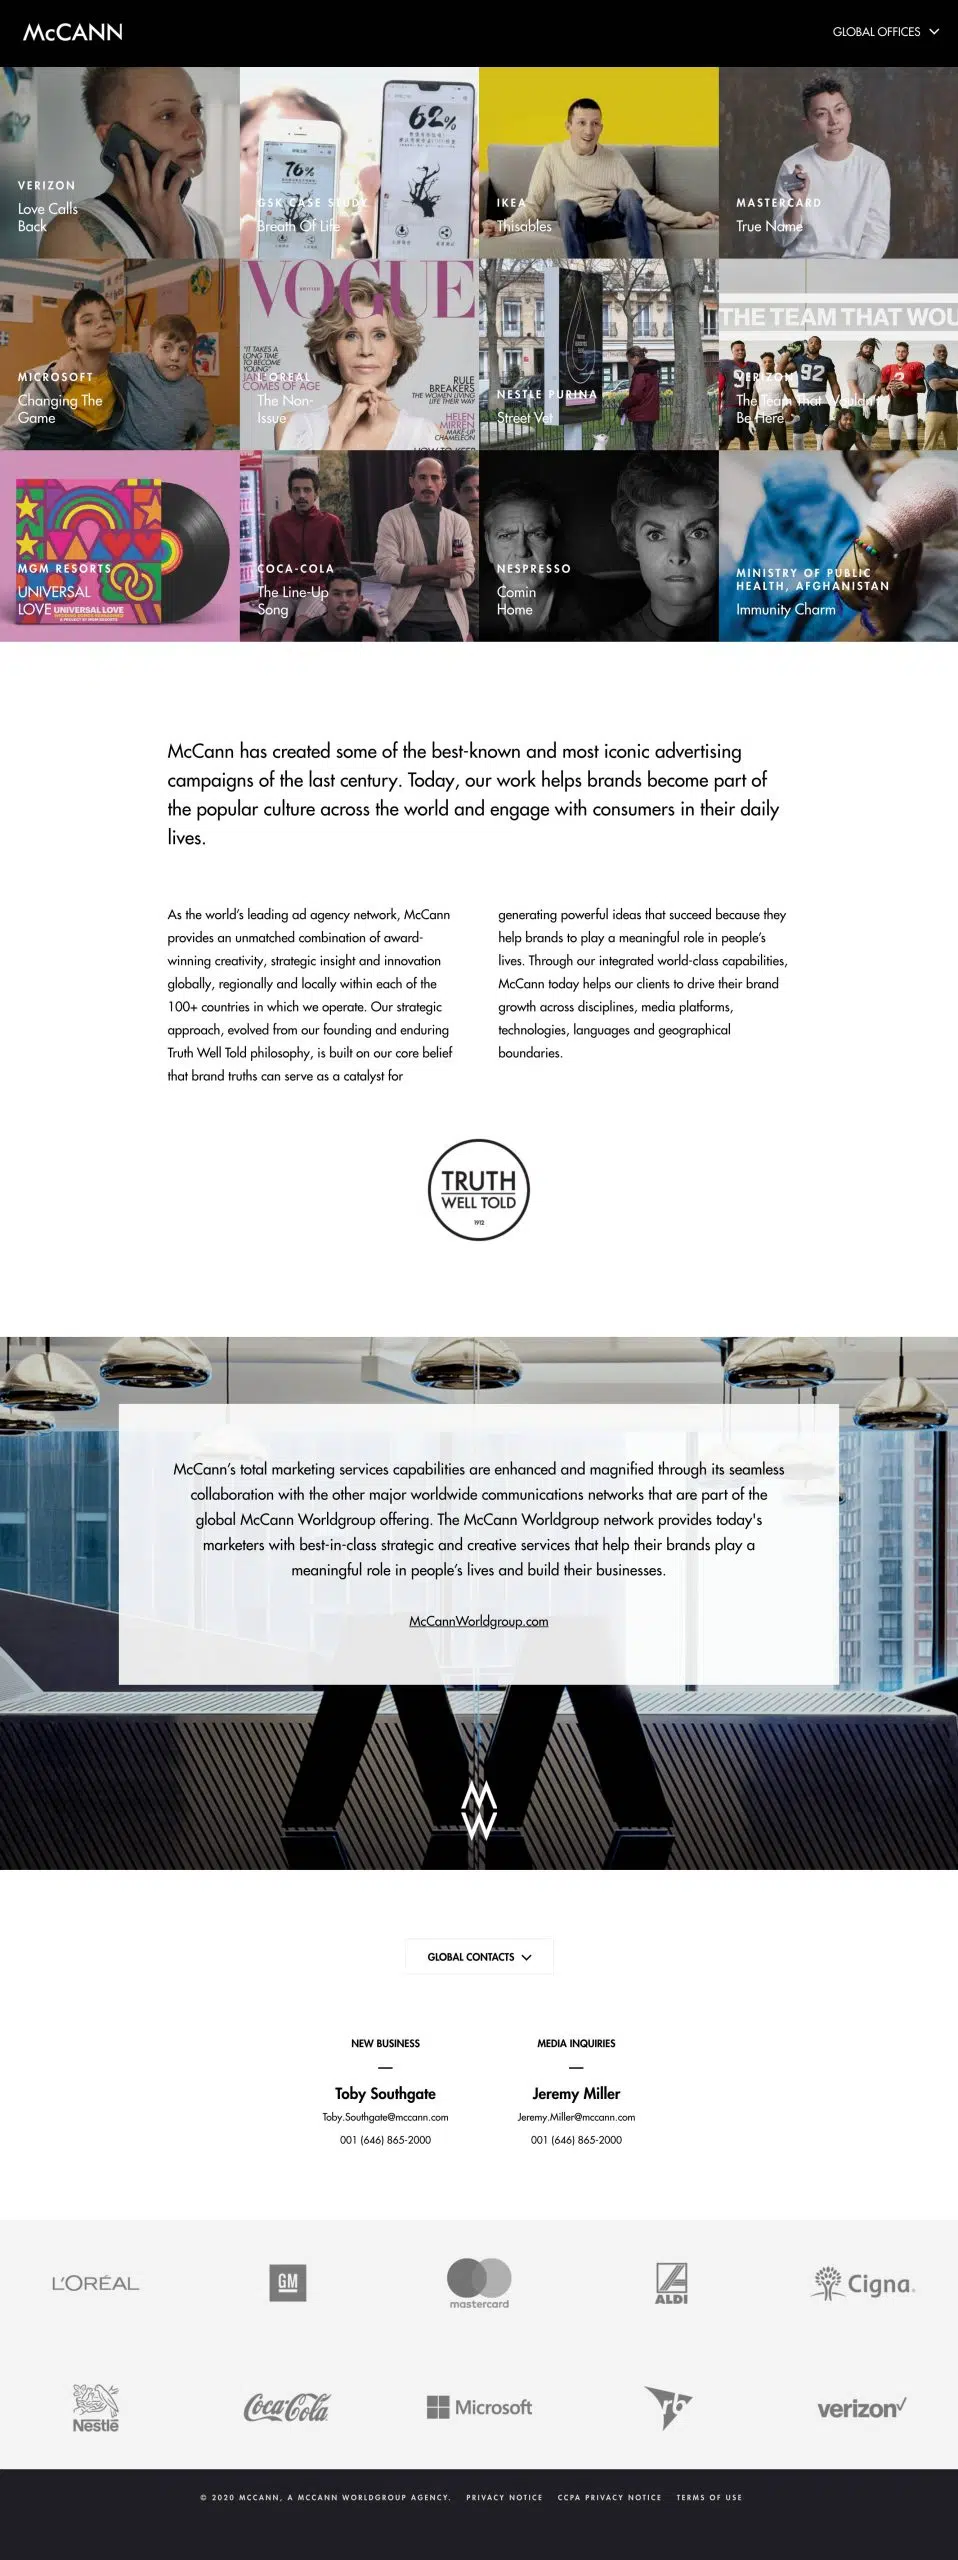 McCANN
GLOBAL OFFICES
VERIZON
Love Calls
Back
76%
62%
GSK CASE STUDY
Breath Of Life
IKEA
Thisables
MASTERCARD
True Name
MICROSOFT
Changing The
Game
BRITISH
VOGUE
"IT TAKES A
LONG TIME
TO BECOME
YOUNG"
JANE FONDA
COMES OF AGE
RULE
BREAKERS
THE WOMEN LIVING
LIFE THEIR WAY
HELEN
MIRREN
MAKE-UP
CHAMELEON
HOW TO KEEP
L'OREAL
The Non-
Issue
NESTLE PURINA
Street Vet
THE TEAM THAT WOU
92
2
VERIZON
The Team That Wouldn't
Be Here
MGM RESORTS
UNIVERSAL
LOVE
UNIVERSAL LOVE
WEDDING SONGS REIMAGINED
A PROJECT BY MGM RESORTS
COCA-COLA
The Line-Up
Song
NESPRESSO
Comin
Home
MINISTRY OF PUBLIC
HEALTH, AFGHANISTAN
Immunity Charm
McCann has created some of the best-known and most iconic advertising
campaigns of the last century. Today, our work helps brands become part of
the popular culture across the world and engage with consumers in their daily
lives.
As the world's leading ad agency network, McCann
provides an unmatched combination of award-
winning creativity, strategic insight and innovation
globally, regionally and locally within each of the
100+ countries in which we operate. Our strategic
approach, evolved from our founding and enduring
Truth Well Told philosophy, is built on our core belief
that brand truths can serve as a catalyst for
generating powerful ideas that succeed because they
help brands to play a meaningful role in people's
lives. Through our integrated world-class capabilities,
McCann today helps our clients to drive their brand
growth across disciplines, media platforms,
technologies, languages and geographical
boundaries.
TRUTH
WELL TOLD
1912
McCann's total marketing services capabilities are enhanced and magnified through its seamless
collaboration with the other major worldwide communications networks that are part of the
global McCann Worldgroup offering. The McCann Worldgroup network provides today's
marketers with best-in-class strategic and creative services that help their brands play a
meaningful role in people's lives and build their businesses.
McCannWorldgroup.com
M
W
GLOBAL CONTACTS
NEW BUSINESS
Toby Southgate
Toby.Southgate@mccann.com
001 (646) 865-2000
MEDIA INQUIRIES
Jeremy Miller
Jeremy.Miller@mccann.com
001 (646) 865-2000
L'ORÉAL
GM
mastercard
ALDI
Cigna
Nestlé
Coca-Cola
Microsoft
rb
verizon
© 2020 MCCANN, A MCCANN WORLDGROUP AGENCY. PRIVACY NOTICE CCPA PRIVACY NOTICE TERMS OF USE